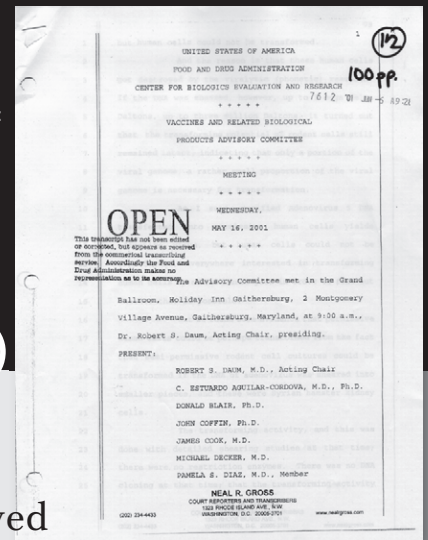 1
112
100 pp.
UNITED STATES OF AMERICA
FOOD AND DRUG ADMINISTRATION
CENTER FOR BIOLOGICS EVALUATION AND RESEARCH
7612 '01
+ + + + +
VACCINES AND RELATED BIOLOGICAL
PRODUCTS ADVISORY COMMITTEE
+ + + + +
MEETING
+ + + + +
WEDNESDAY,
MAY 16, 2001
+ + + + +
OPEN
This transcript has not been edited
or corrected, but appears as received
from the commerical transcribing
service. Accordingly the Food and
Drug Administration makes no
representation as to its accuracy.
The Advisory Committee met in the Grand
Ballroom, Holiday Inn Gaithersburg, 2 Montgomery
Village Avenue, Gaithersburg, Maryland, at 9:00 a.m.,
Dr. Robert S. Daum, Acting Chair, presiding.
PRESENT:
ROBERT S. DAUM, M.D., Acting Chair
C. ESTUARDO AGUILAR-CORDOVA, M.D., Ph.D.
DONALD BLAIR, Ph.D.
JOHN COFFIN, Ph.D.
JAMES COOK, M.D.
MICHAEL DECKER, M.D.
PAMELA S. DIAZ, M.D., Member
NEAL R. GROSS
COURT REPORTERS AND TRANSCRIBERS
1323 RHODE ISLAND AVE., N.W.
(202) 234-4433 WASHINGTON, D.C. 20005-3701 www.nealrgross.com
ved